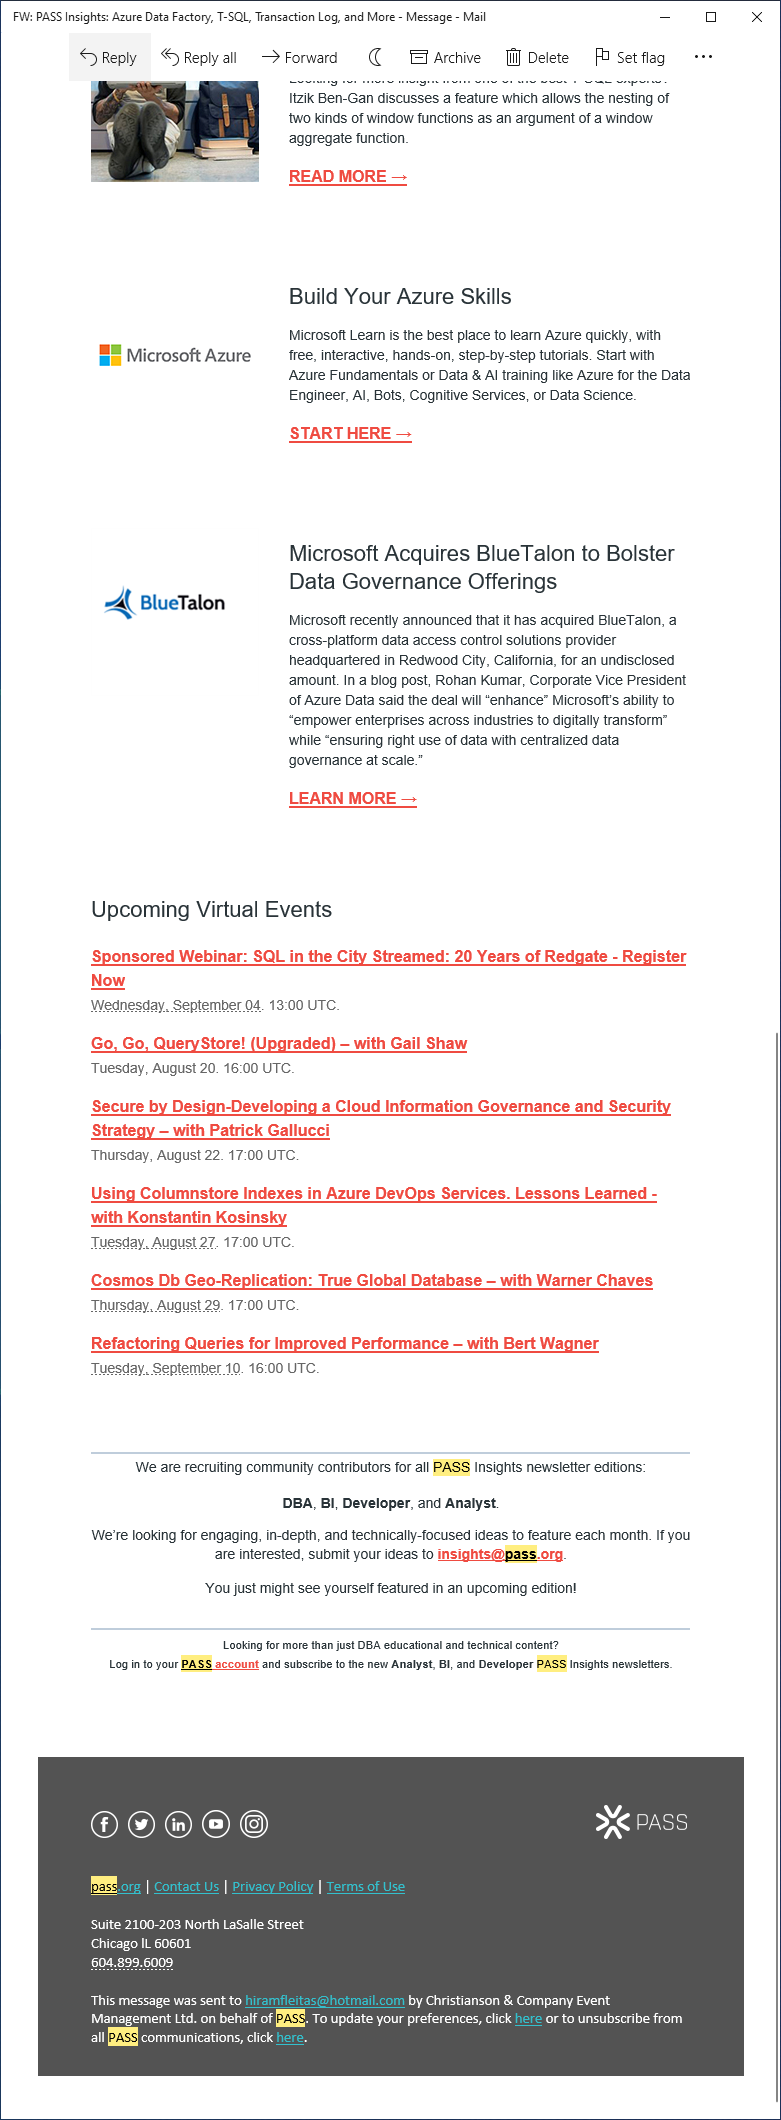 FW: PASS Insights: Azure Data Factory, T-SQL, Transaction Log, and More - Message - Mail
Reply
Reply all
Forward
Archive
Delete
Set flag
Looking for more insight from one of the best T-SQL experts?
Itzik Ben-Gan discusses a feature which allows the nesting of
two kinds of window functions as an argument of a window
aggregate function.
READ MORE →
Build Your Azure Skills
Microsoft Azure
Microsoft Learn is the best place to learn Azure quickly, with
free, interactive, hands-on, step-by-step tutorials. Start with
Azure Fundamentals or Data & AI training like Azure for the Data
Engineer, AI, Bots, Cognitive Services, or Data Science.
START HERE →
Microsoft Acquires BlueTalon to Bolster
Data Governance Offerings
BlueTalon
Microsoft recently announced that it has acquired BlueTalon, a
cross-platform data access control solutions provider
headquartered in Redwood City, California, for an undisclosed
amount. In a blog post, Rohan Kumar, Corporate Vice President
of Azure Data said the deal will “enhance” Microsoft’s ability to
“empower enterprises across industries to digitally transform”
while “ensuring right use of data with centralized data
governance at scale.”
LEARN MORE →
Upcoming Virtual Events
Sponsored Webinar: SQL in the City Streamed: 20 Years of Redgate - Register
Now
Wednesday, September 04. 13:00 UTC.
Go, Go, QueryStore! (Upgraded) – with Gail Shaw
Tuesday, August 20. 16:00 UTC.
Secure by Design-Developing a Cloud Information Governance and Security
Strategy – with Patrick Gallucci
Thursday, August 22. 17:00 UTC.
Using Columnstore Indexes in Azure DevOps Services. Lessons Learned -
with Konstantin Kosinsky
Tuesday, August 27. 17:00 UTC.
Cosmos Db Geo-Replication: True Global Database – with Warner Chaves
Thursday, August 29. 17:00 UTC.
Refactoring Queries for Improved Performance – with Bert Wagner
Tuesday, September 10. 16:00 UTC.
We are recruiting community contributors for all PASS Insights newsletter editions:
DBA, BI, Developer, and Analyst.
We’re looking for engaging, in-depth, and technically-focused ideas to feature each month. If you
are interested, submit your ideas to insights@pass.org.
You just might see yourself featured in an upcoming edition!
Looking for more than just DBA educational and technical content?
Log in to your PASS account and subscribe to the new Analyst, BI, and Developer PASS Insights newsletters.
PASS
pass.org | Contact Us | Privacy Policy | Terms of Use
Suite 2100-203 North LaSalle Street
Chicago IL 60601
604.899.6009
This message was sent to hiramfleitas@hotmail.com by Christianson & Company Event
Management Ltd. on behalf of PASS. To update your preferences, click here or to unsubscribe from
all PASS communications, click here.